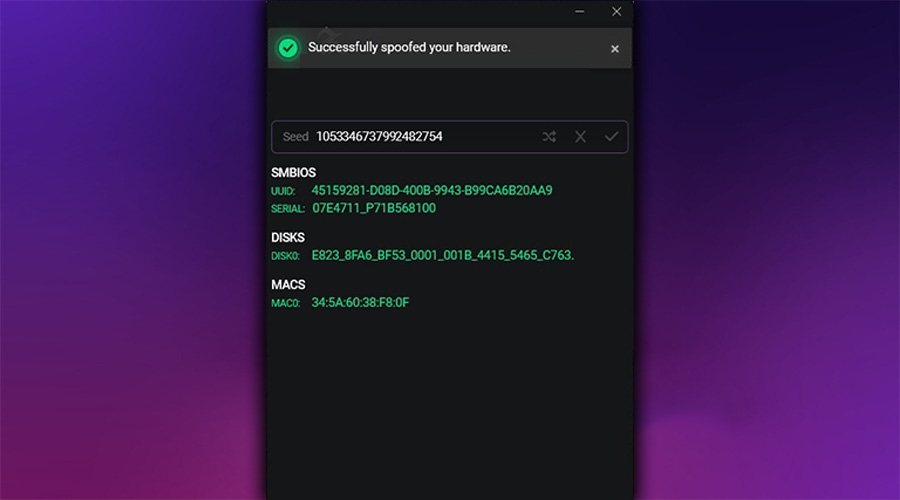 Successfully spoofed your hardware.
Seed 1053346737992482754
SMBIOS
UUID: 45159281-D08D-400B-9943-B99CA6B20AA9
SERIAL: 07E4711_P71B568100
DISKS
DISK0: E823_8FA6_BF53_0001_001B_4415_5465_C763.
MACS
MAC0: 34:5A:60:38:F8:0F